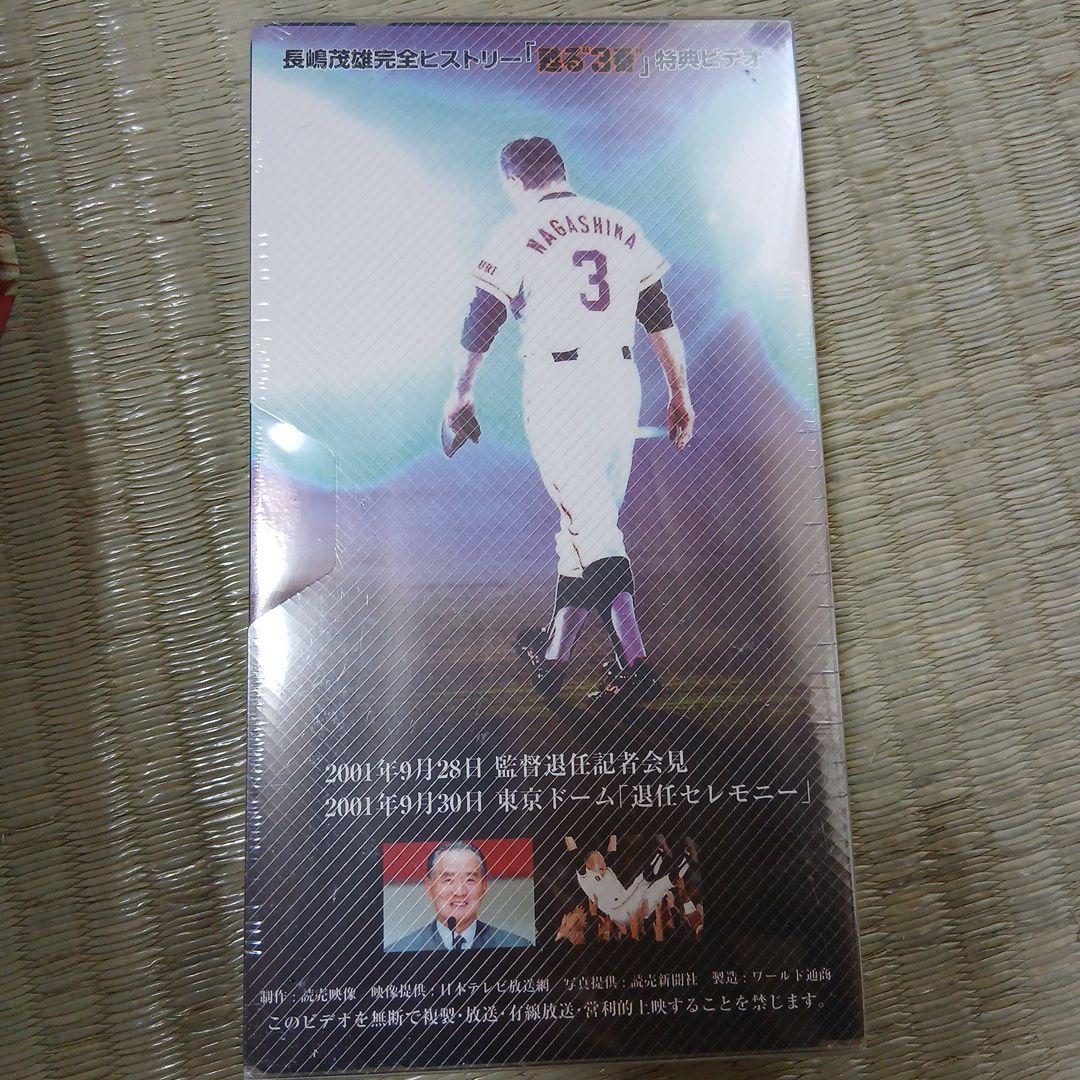 長嶋茂雄完全ヒストリー「甦る“3番”」特典ビデオ
NAGASHIMA
3
URI
2001年9月28日 監督退任記者会見
2001年9月30日 東京ドーム「退任セレモニー」
制作:読売映像 映像提供:日本テレビ放送網 写真提供:読売新聞社 製造:ワールド通商
このビデオを無断で複製・放送・有線放送・営利的上映することを禁じます。